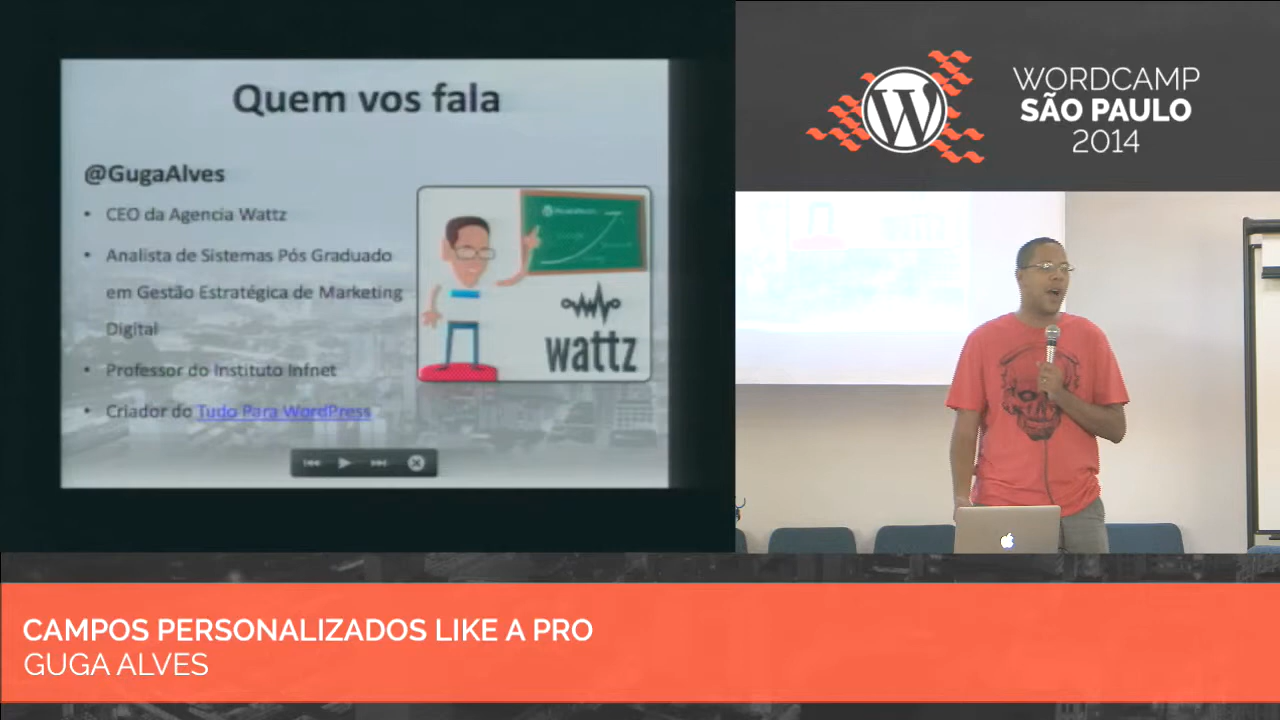 Quem vos fala
@GugaAlves
• CEO da Agencia Wattz
• Analista de Sistemas Pós Graduado
em Gestão Estratégica de Marketing
Digital
• Professor do Instituto Infnet
• Criador do Tudo Para WordPress
wattz
WORDCAMP
SÃO PAULO
2014
CAMPOS PERSONALIZADOS LIKE A PRO
GUGA ALVES